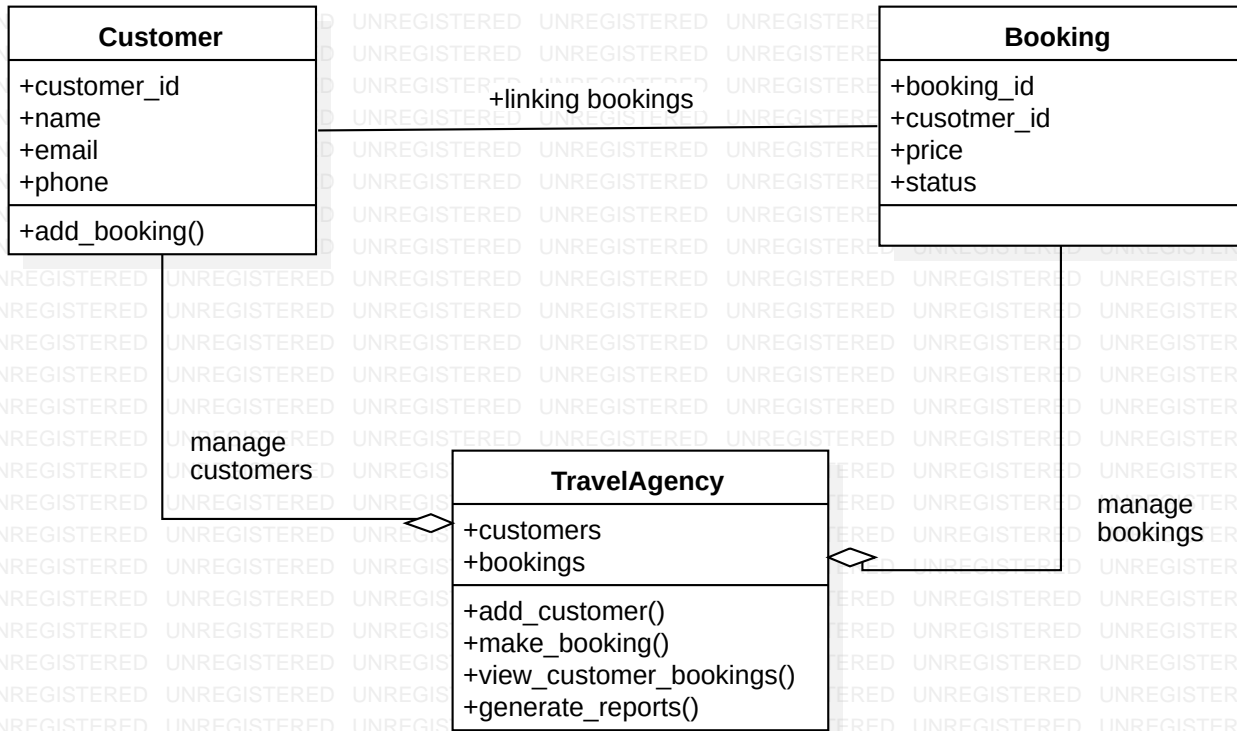 Customer
+customer_id
+name
+email
+phone
+add_booking()
+linking bookings
Booking
+booking_id
+cusotmer_id
+price
+status
manage
customers
TravelAgency
+customers
+bookings
+add_customer()
+make_booking()
+view_customer_bookings()
+generate_reports()
manage
bookings
UNREGISTERED